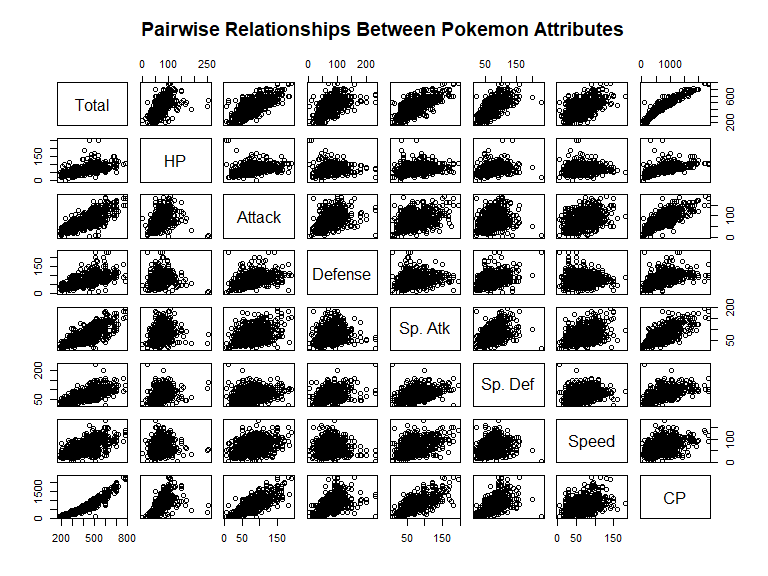 Pairwise Relationships Between Pokemon Attributes
0 100 250 0 100 200 50 150 0 1000
Total 200 600
0 150 HP
Attack 0 100
0 150 Defense
Sp. Atk 50 200
50 200 Sp. Def
Speed 0 100
0 1500 CP
200 500 800 0 50 150 50 150 0 100